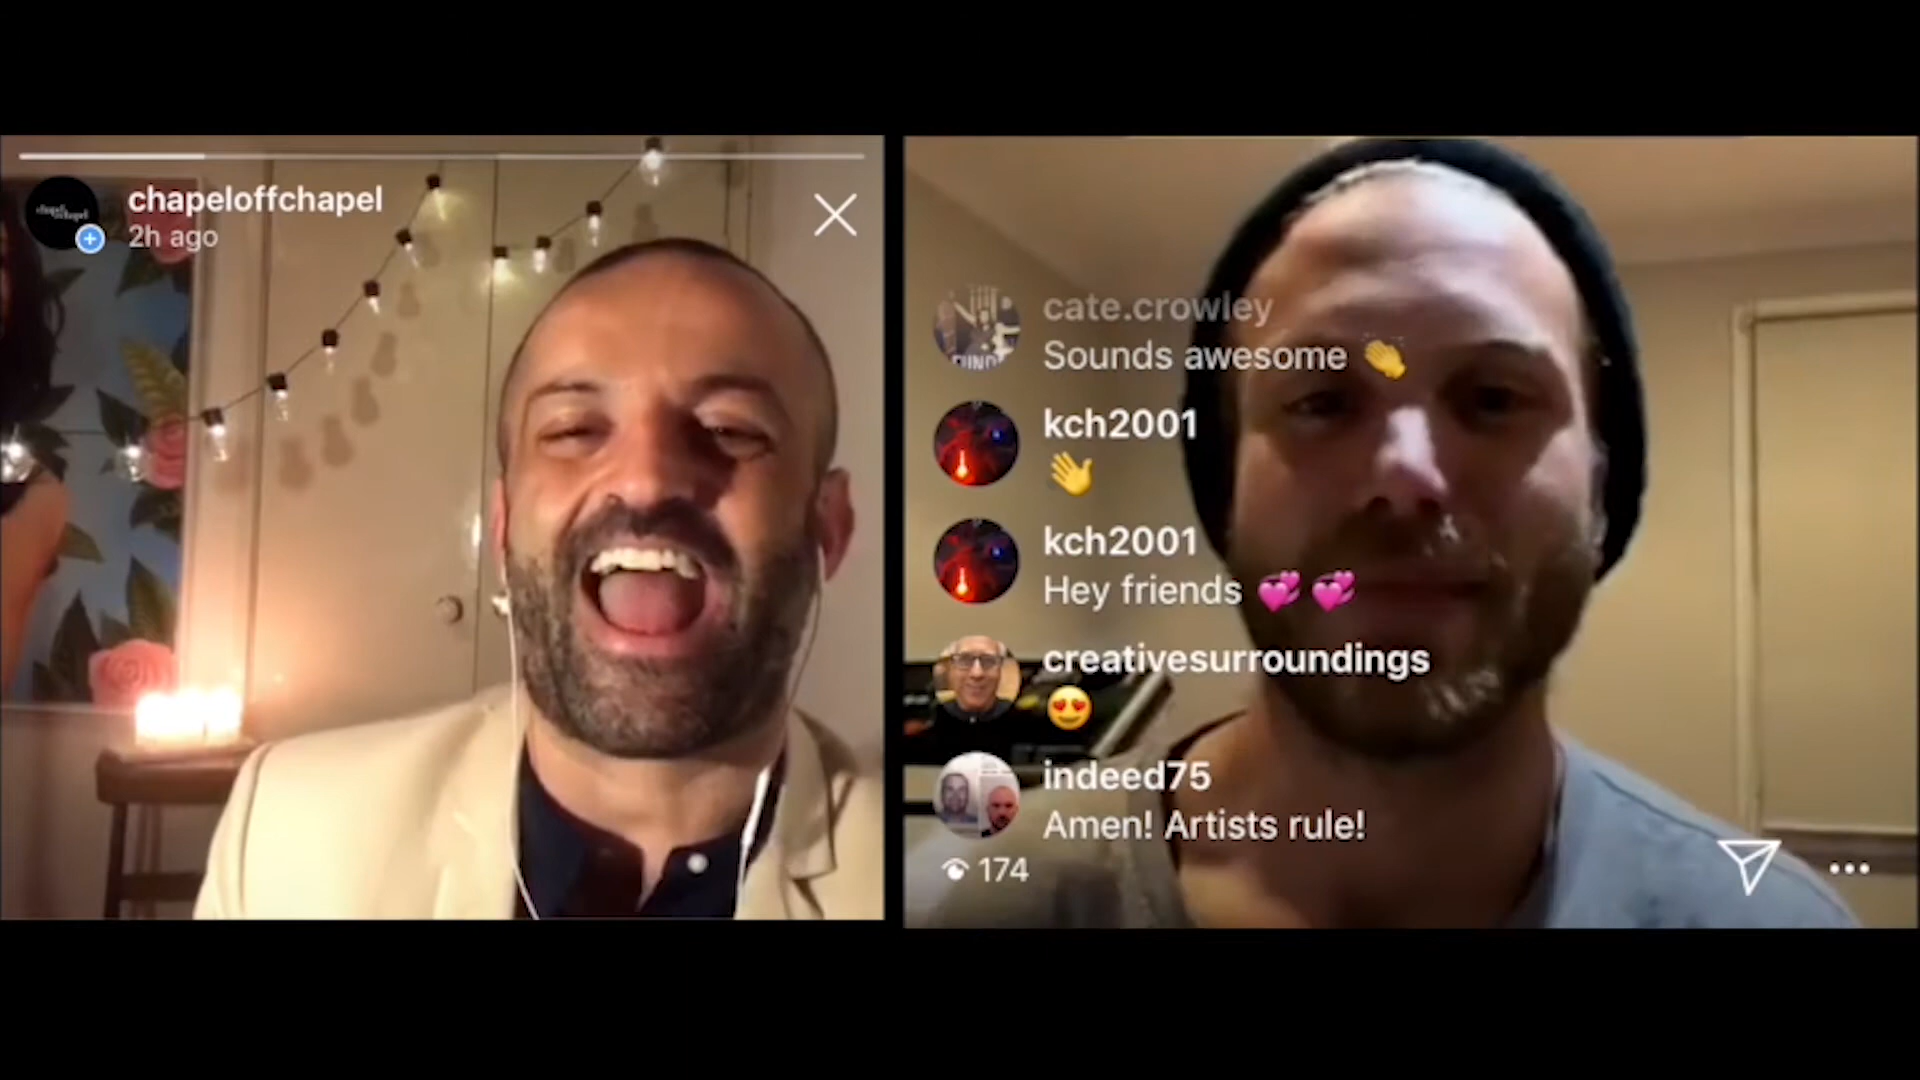 chapeloffchapel
2h ago
cate.crowley
Sounds awesome 👏
kch2001
👋
kch2001
Hey friends 💞 💞
creativesurroundings
😍
indeed75
Amen! Artists rule!
174